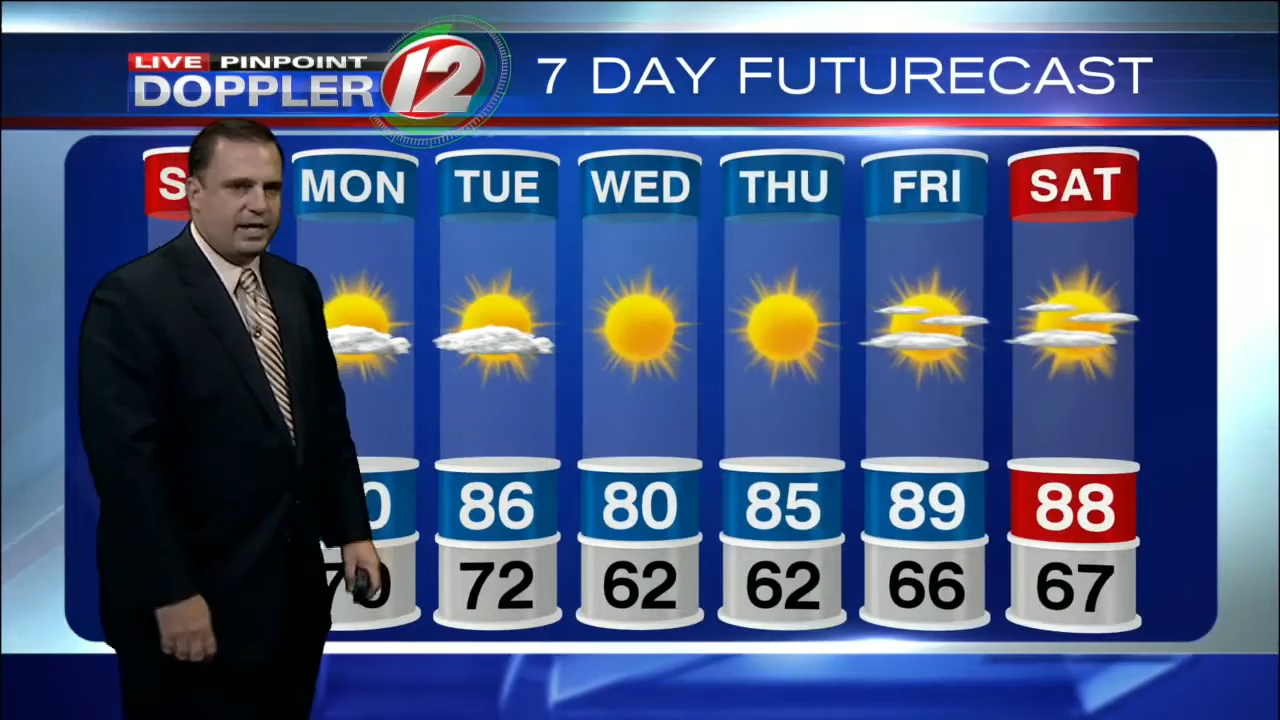 LIVE PINPOINT
DOPPLER 12
7 DAY FUTURECAST
MON TUE WED THU FRI SAT
86 80 85 89 88
70 72 62 62 66 67